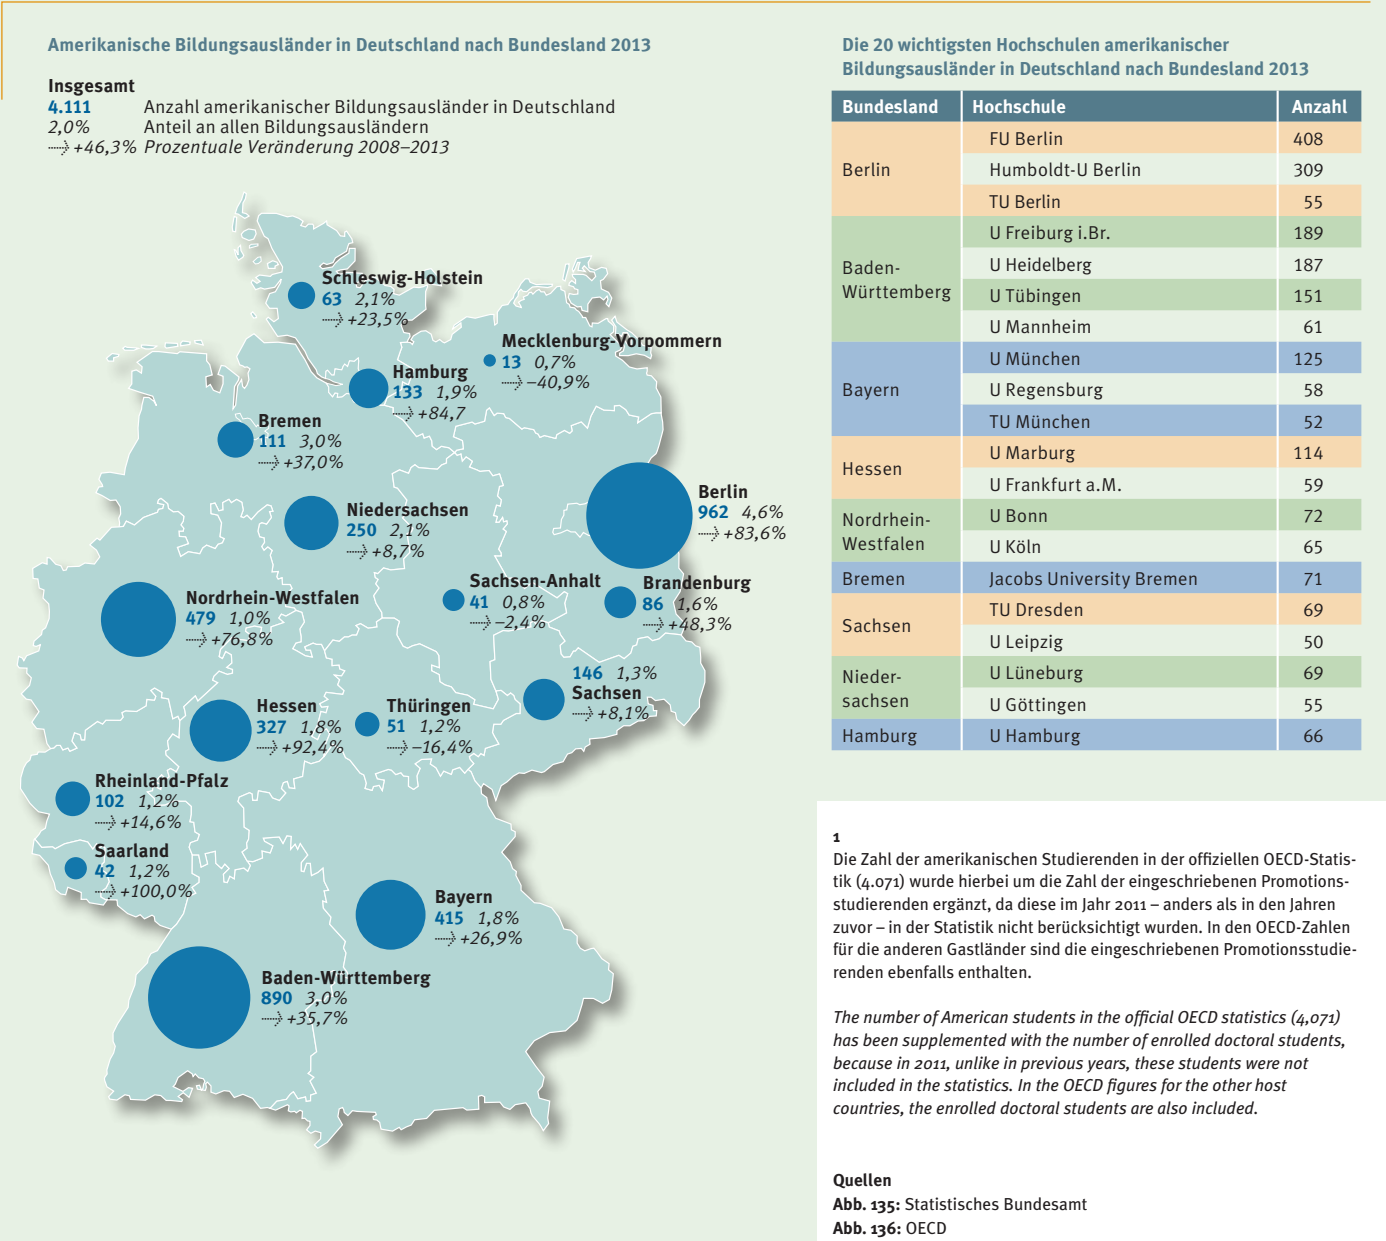 Amerikanische Bildungsausländer in Deutschland nach Bundesland 2013
Insgesamt
4.111 Anzahl amerikanischer Bildungsausländer in Deutschland
2,0% Anteil an allen Bildungsausländern
+46,3% Prozentuale Veränderung 2008–2013
Schleswig-Holstein
63 2,1%
+23,5%
Mecklenburg-Vorpommern
13 0,7%
–40,9%
Hamburg
133 1,9%
+84,7
Bremen
111 3,0%
+37,0%
Berlin
962 4,6%
+83,6%
Niedersachsen
250 2,1%
+8,7%
Sachsen-Anhalt
41 0,8%
–2,4%
Brandenburg
86 1,6%
+48,3%
Nordrhein-Westfalen
479 1,0%
+76,8%
146 1,3%
Sachsen
+8,1%
Hessen
327 1,8%
+92,4%
Thüringen
51 1,2%
–16,4%
Rheinland-Pfalz
102 1,2%
+14,6%
Saarland
42 1,2%
+100,0%
Bayern
415 1,8%
+26,9%
Baden-Württemberg
890 3,0%
+35,7%
Die 20 wichtigsten Hochschulen amerikanischer
Bildungsausländer in Deutschland nach Bundesland 2013
Bundesland Hochschule Anzahl
FU Berlin 408
Berlin Humboldt-U Berlin 309
TU Berlin 55
U Freiburg i.Br. 189
Baden-
Württemberg
U Heidelberg 187
U Tübingen 151
U Mannheim 61
U München 125
Bayern U Regensburg 58
TU München 52
Hessen
U Marburg 114
U Frankfurt a.M. 59
Nordrhein-
Westfalen
U Bonn 72
U Köln 65
Bremen Jacobs University Bremen 71
Sachsen
TU Dresden 69
U Leipzig 50
Nieder-
sachsen
U Lüneburg 69
U Göttingen 55
Hamburg U Hamburg 66
1
Die Zahl der amerikanischen Studierenden in der offiziellen OECD-Statis-
tik (4.071) wurde hierbei um die Zahl der eingeschriebenen Promotions-
studierenden ergänzt, da diese im Jahr 2011 – anders als in den Jahren
zuvor – in der Statistik nicht berücksichtigt wurden. In den OECD-Zahlen
für die anderen Gastländer sind die eingeschriebenen Promotionsstudie-
renden ebenfalls enthalten.
The number of American students in the official OECD statistics (4,071)
has been supplemented with the number of enrolled doctoral students,
because in 2011, unlike in previous years, these students were not
included in the statistics. In the OECD figures for the other host
countries, the enrolled doctoral students are also included.
Quellen
Abb. 135: Statistisches Bundesamt
Abb. 136: OECD